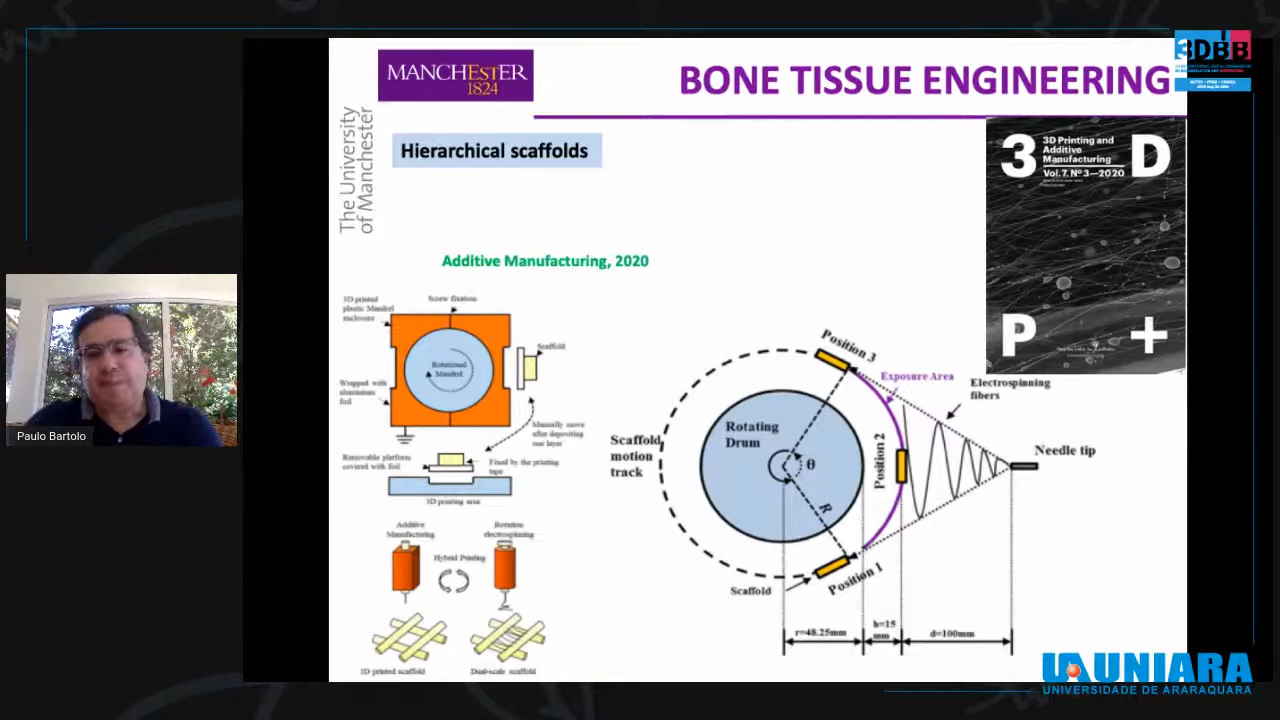 MANCHESTER
1824
The University
of Manchester
BONE TISSUE ENGINEERING
3DBB
Hierarchical scaffolds
3 D
3D Printing and
Additive
Manufacturing
Vol. 7. Nº 3—2020
P +
Additive Manufacturing, 2020
3D printed
plastic Mandrel
enclosure
Screw fixation
Rotational
Mandrel
Scaffold
Wrapped with
aluminium
foil
Manually move
after depositing
one layer
Removable platform
covered with foil
Fixed by the printing
tape
3D printing area
Additive
Manufacturing
Rotation
electrospinning
Hybrid Printing
3D printed scaffold
Dual-scale scaffold
Position 3
Exposure Area
Electrospinning
fibers
Rotating
Drum
Scaffold
motion
track
Position 2
Needle tip
θ
R
Position 1
Scaffold
r=48.25mm
h=15
mm
d=100mm
Paulo Bartolo
UNIARA
UNIVERSIDADE DE ARARAQUARA